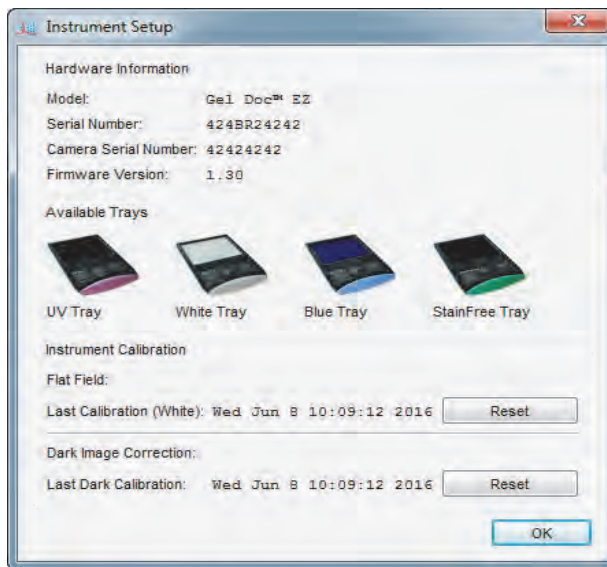 Instrument Setup
Hardware Information
Model: Gel Doc™ EZ
Serial Number: 424BR24242
Camera Serial Number: 42424242
Firmware Version: 1.30
Available Trays
UV Tray White Tray Blue Tray StainFree Tray
Instrument Calibration
Flat Field:
Last Calibration (White): Wed Jun 8 10:09:12 2016 Reset
Dark Image Correction:
Last Dark Calibration: Wed Jun 8 10:09:12 2016 Reset
OK